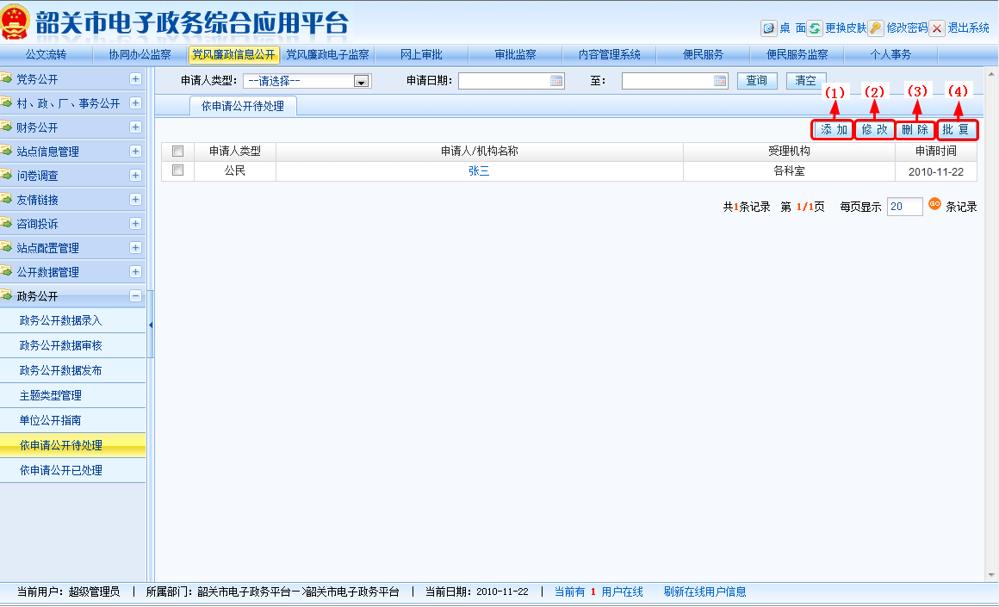 韶关市电子政务综合应用平台
桌 面 更换皮肤 修改密码 退出系统
公文流转 协同办公监察 党风廉政信息公开 党风廉政电子监察 网上审批 审批监察 内容管理系统 便民服务 便民服务监察 个人事务
党务公开
村、政、厂、事务公开
财务公开
站点信息管理
问卷调查
友情链接
咨询投诉
站点配置管理
公开数据管理
政务公开
政务公开数据录入
政务公开数据审核
政务公开数据发布
主题类型管理
单位公开指南
依申请公开待处理
依申请公开已处理
申请人类型: --请选择-- 申请日期: 至: 查询 清空
(1) (2) (3) (4)
依申请公开待处理
添 加 修 改 删 除 批 复
申请人类型 申请人/机构名称 受理机构 申请时间
公民 张三 各科室 2010-11-22
共1条记录 第 1/1页 每页显示 20 GO 条记录
当前用户: 超级管理员 | 所属部门: 韶关市电子政务平台->韶关市电子政务平台 | 当前日期: 2010-11-22 | 当前有 1 用户在线 刷新在线用户信息